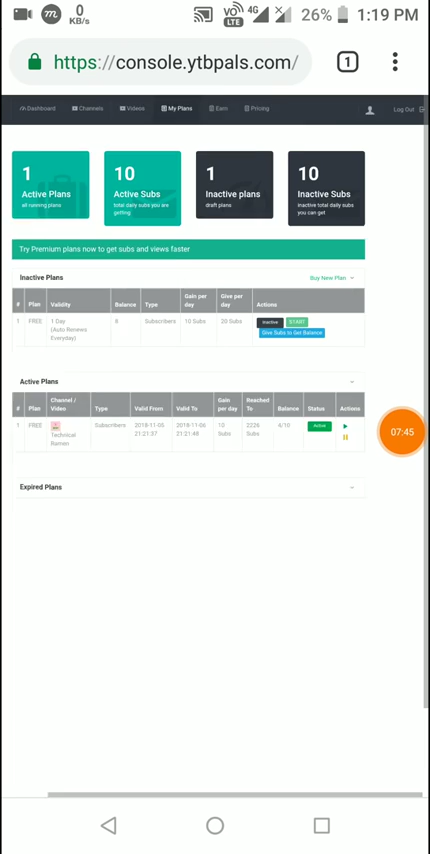 0
KB/s
VO
LTE
4G
26%
1:19 PM
https://console.ytbpals.com/
1
Dashboard
Channels
Videos
My Plans
Earn
Pricing
Log Out
1
Active Plans
all running plans
10
Active Subs
total daily subs you are
getting
1
Inactive plans
draft plans
10
Inactive Subs
inactive total daily subs
you can get
Try Premium plans now to get subs and views faster
Inactive Plans
Buy New Plan
# Plan Validity Balance Type Gain per day Give per day Actions
1 FREE 1 Day (Auto Renews Everyday) 8 Subscribers 10 Subs 20 Subs Inactive START
Give Subs to Get Balance
Active Plans
# Plan Channel / Video Type Valid From Valid To Gain per day Reached To Balance Status Actions
1 FREE Technical Ramen Subscribers 2018-11-05 21:21:37 2018-11-06 21:21:48 10 Subs 2226 Subs 4/10 Active
07:45
Expired Plans